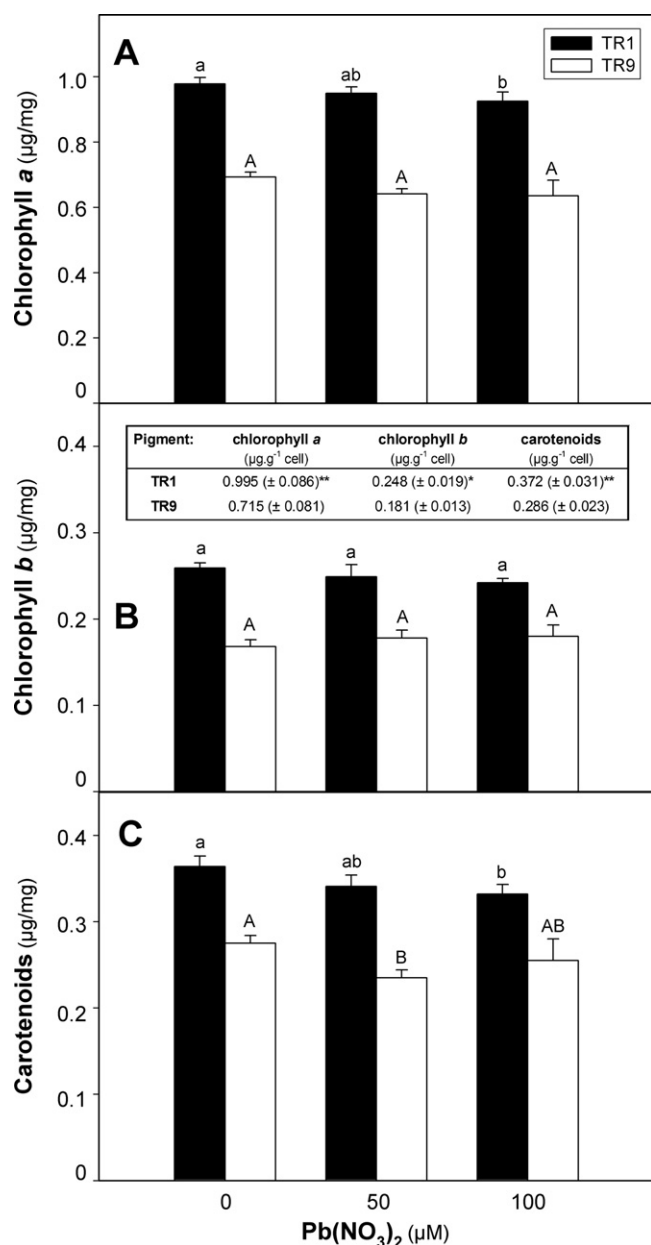 A
TR1
TR9
Chlorophyll a (µg/mg)
1.0
0.8
0.6
0.4
0.2
0
a
A
ab
A
b
A
B
Chlorophyll b (µg/mg)
0.4
0.3
0.2
0.1
0
Pigment: chlorophyll a chlorophyll b carotenoids
(µg.g⁻¹ cell) (µg.g⁻¹ cell) (µg.g⁻¹ cell)
TR1 0.995 (± 0.086)** 0.248 (± 0.019)* 0.372 (± 0.031)**
TR9 0.715 (± 0.081) 0.181 (± 0.013) 0.286 (± 0.023)
a
A
a
A
a
A
C
Carotenoids (µg/mg)
0.4
0.3
0.2
0.1
0
a
A
ab
B
b
AB
0 50 100
Pb(NO₃)₂ (µM)